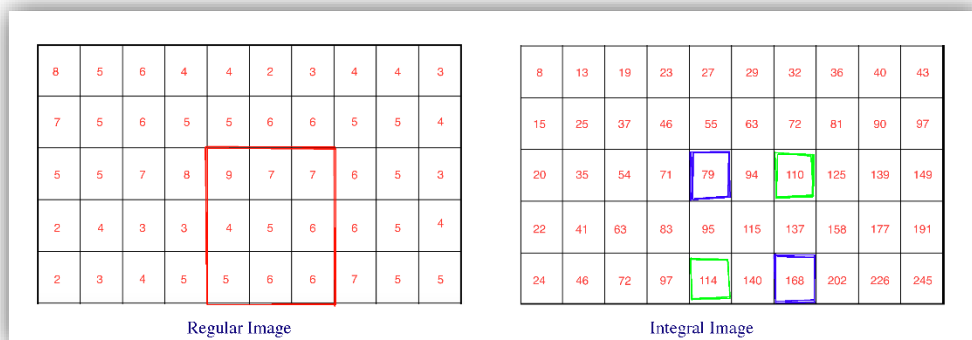 8 5 6 4 4 2 3 4 4 3
7 5 6 5 5 6 6 5 5 4
5 5 7 8 9 7 7 6 5 3
2 4 3 3 4 5 6 6 5 4
2 3 4 5 5 6 6 7 5 5
Regular Image
8 13 19 23 27 29 32 36 40 43
15 25 37 46 55 63 72 81 90 97
20 35 54 71 79 94 110 125 139 149
22 41 63 83 95 115 137 158 177 191
24 46 72 97 114 140 168 202 226 245
Integral Image